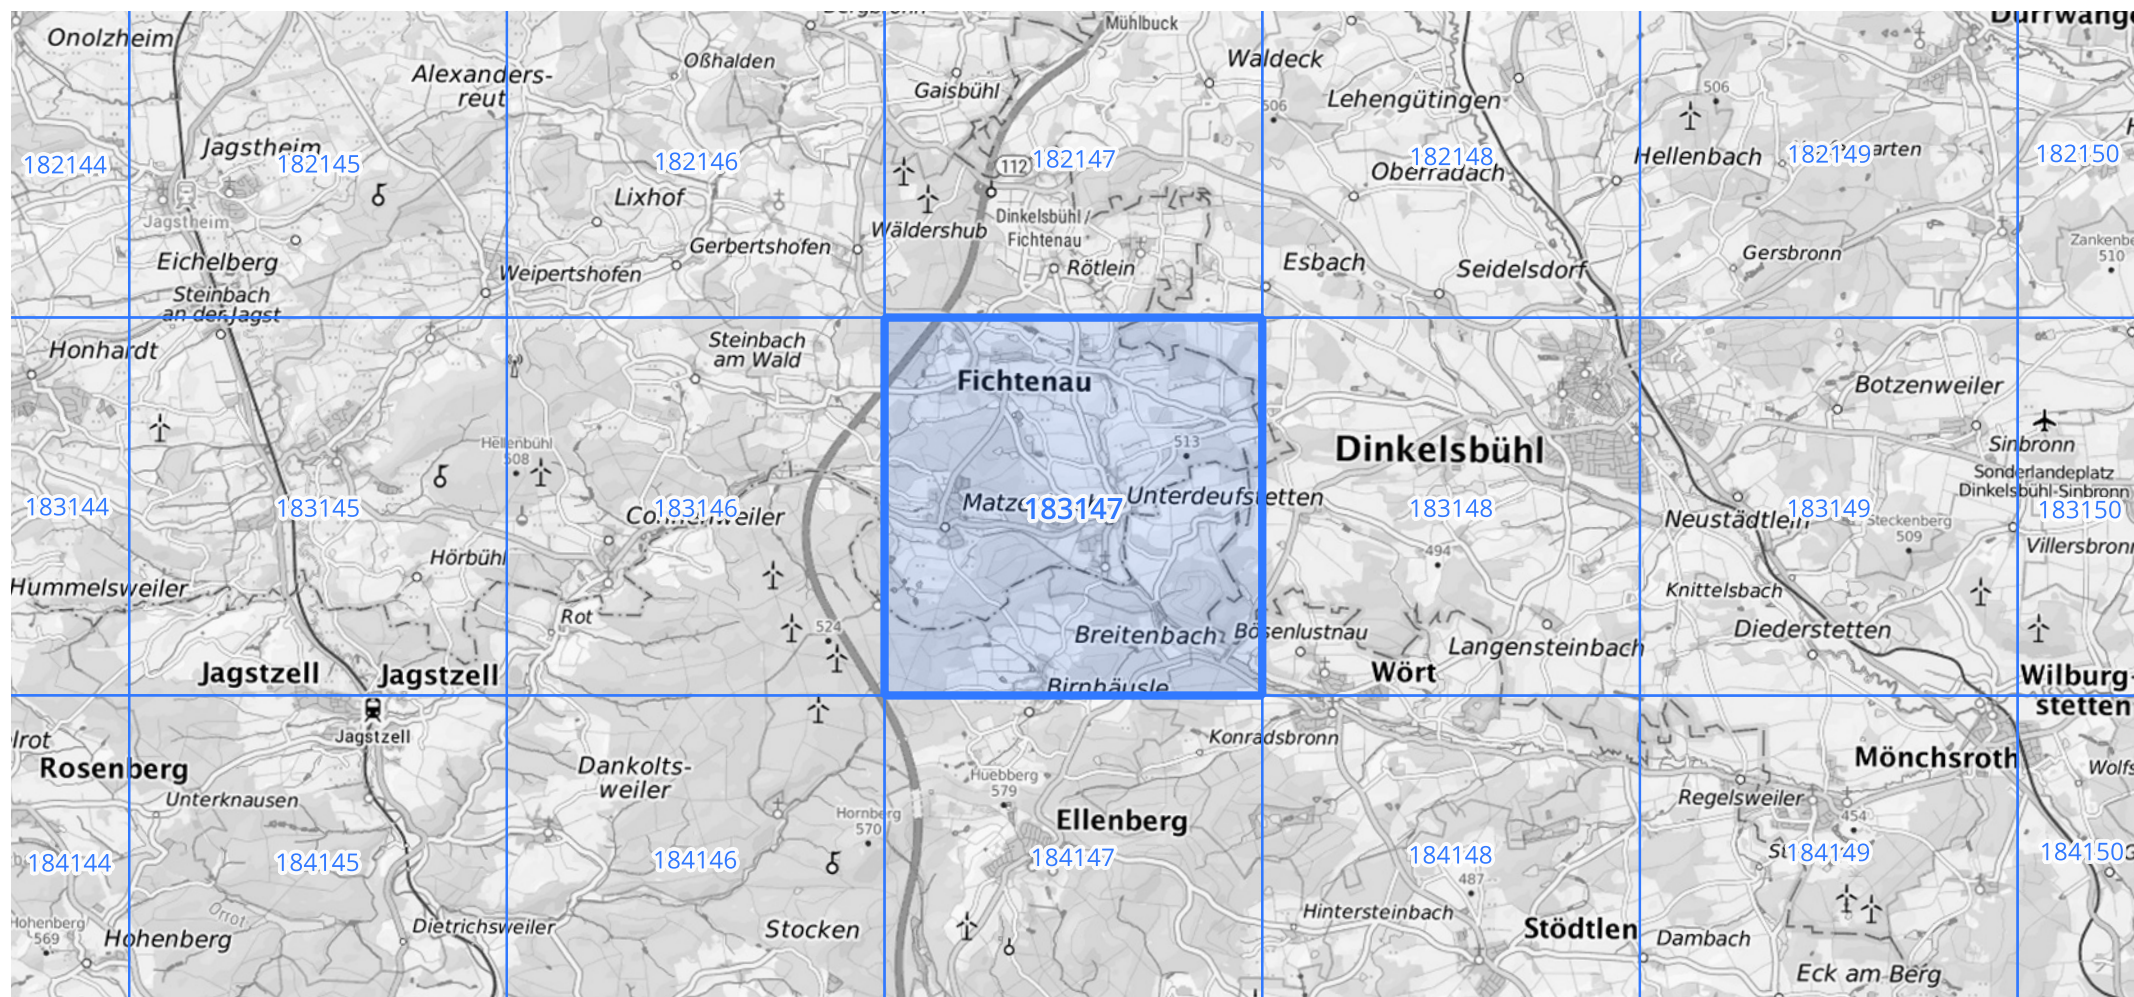 Mühlbuck
Onolzheim
Alexanders-
reut
Oßhalden
Gaisbühl
Waldeck
506
Lehengütingen
506
Jagstheim
182144
182145
182146
112
182147
182148
Oberradach
Hellenbach
182149
182150
Jagstheim
Lixhof
Wäldershub
Dinkelsbühl /
Fichtenau
Gerbertshofen
Rötlein
Eichelberg
Weipertshofen
Esbach
Seidelsdorf
Gersbronn
510
Steinbach
an der Jagst
Honhardt
Steinbach
am Wald
Fichtenau
Botzenweiler
Hellenbühl
508
513
Dinkelsbühl
Sinbronn
Sonderlandeplatz
Dinkelsbühl-Sinbronn
183144
183145
183146
183147
Unterdeufstetten
183148
183149
183150
Neustädtlein
Steckenberg
509
Villersbronn
Hörbühl
494
Hummelsweiler
Rot
524
Knittelsbach
Breitenbach
Bösenlustnau
Langensteinbach
Diederstetten
Jagstzell
Jagstzell
Birnhäusle
Wört
Wilburg-
stetten
Jagstzell
Konradsbronn
Rosenberg
Dankolts-
weiler
Huebberg
579
Mönchsroth
Unterknausen
Hornberg
570
Ellenberg
Regelsweiler
454
184144
184145
184146
184147
184148
487
184149
184150
Orrot
Hohenberg
569
Hohenberg
Dietrichsweiler
Stocken
Hintersteinbach
Stödtlen
Dambach
Eck am Berg